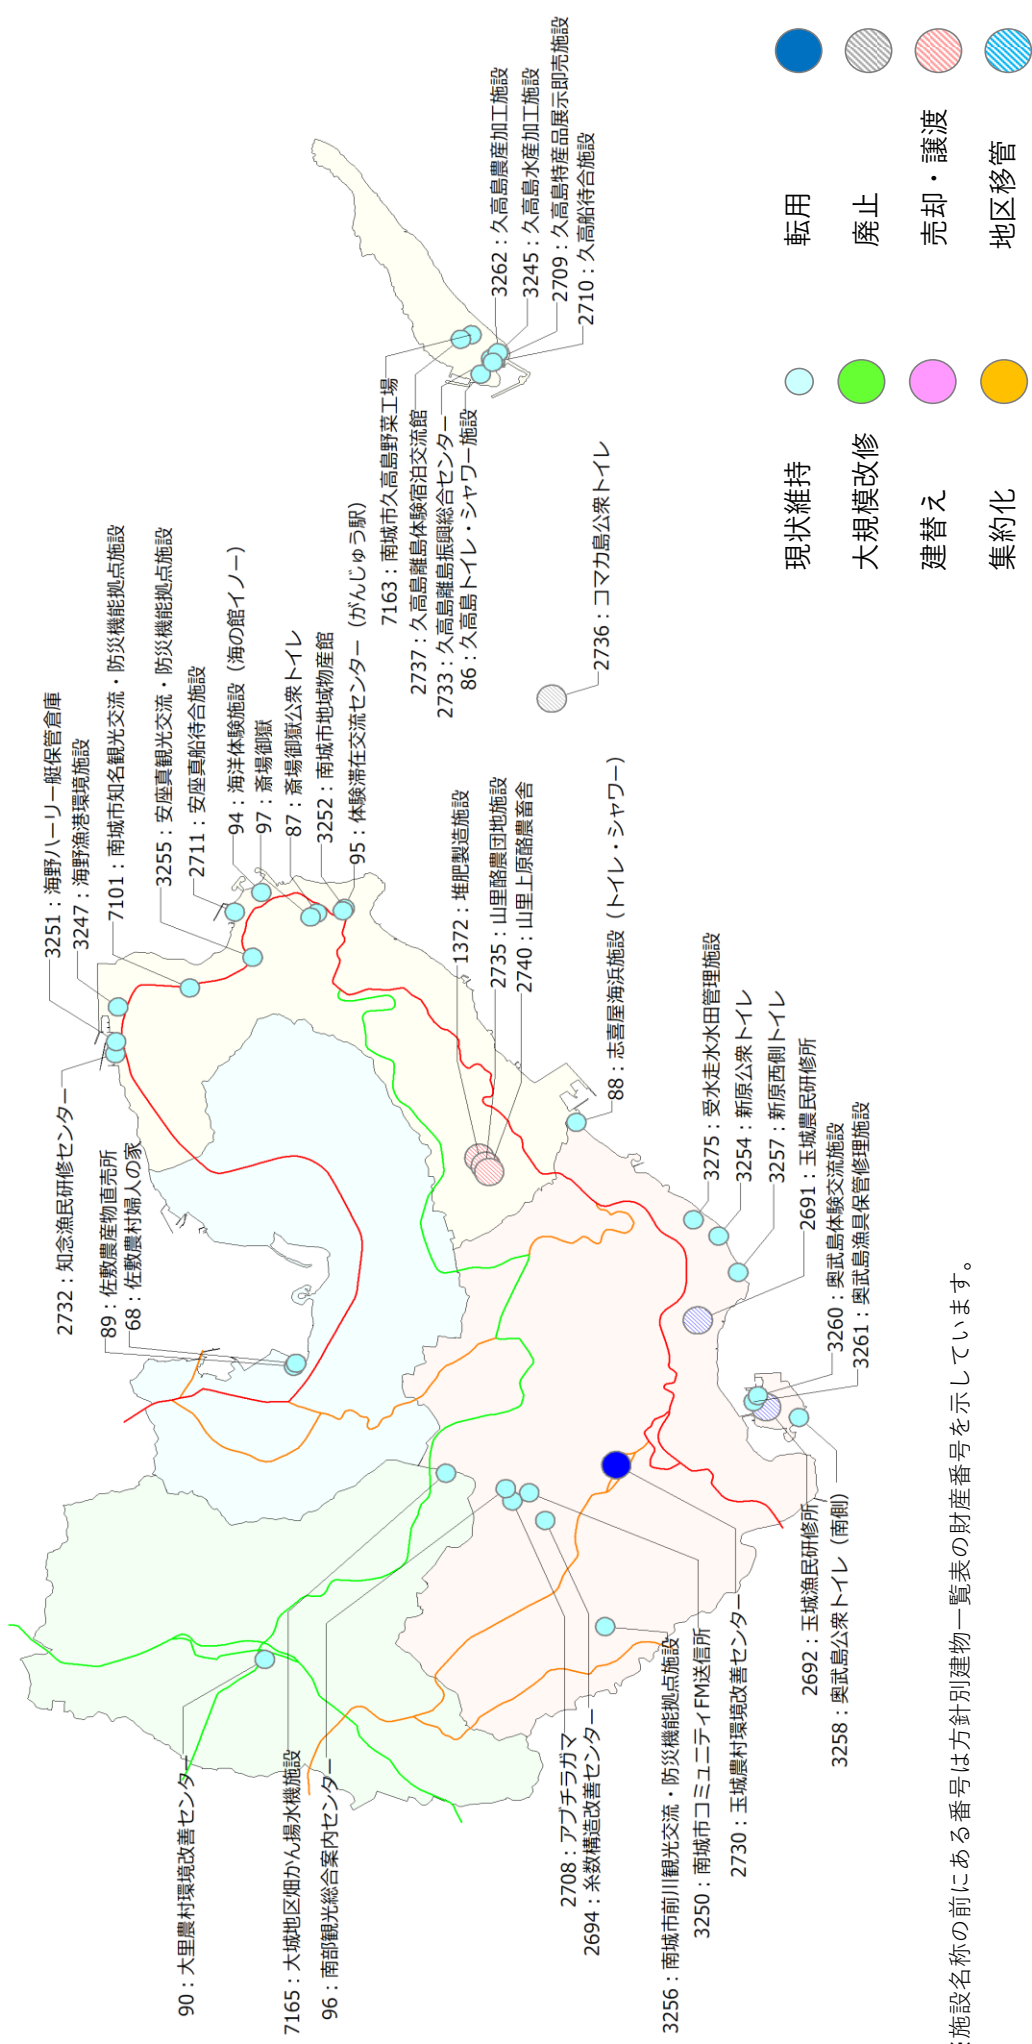 3251：海野ハーリー艇保管倉庫
3247：海野漁港環境施設
7101：南城市知名観光交流・防災機能拠点施設
3255：安座真観光交流・防災機能拠点施設
2711：安座真船待合施設
94：海洋体験施設（海の館イノー）
97：斎場御獄
87：斎場御獄公衆トイレ
3252：南城市地域物産館
95：体験滞在交流センター（がんじゅう駅）
7163：南城市久高島野菜工場
2737：久高島離島体験宿泊交流館
2733：久高島離島振興総合センター
86：久高島トイレ・シャワー施設
3262：久高島農産加工施設
3245：久高島水産加工施設
2709：久高島特産品展示即売施設
2710：久高船待合施設
2736：コマカ島公衆トイレ
2732：知念漁民研修センター
89：佐敷農産物直売所
68：佐敷農村婦人の家
1372：堆肥製造施設
2735：山里酪農団地施設
2740：山里上原酪農畜舎
88：志喜屋海浜施設（トイレ・シャワー）
3275：受水走水水田管理施設
3254：新原公衆トイレ
3257：新原西側トイレ
2691：玉城農民研修所
3260：奥武島体験交流施設
3261：奥武島漁具保管修理施設
90：大里農村環境改善センター
7165：大城地区畑かん揚水機施設
96：南部観光総合案内センター
2708：アブチラガマ
2694：糸数構造改善センター
3256：南城市前川観光交流・防災機能拠点施設
3250：南城市コミュニティFM送信所
2730：玉城農村環境改善センター
2692：玉城漁民研修所
3258：奥武島公衆トイレ（南側）
現状維持
転用
大規模改修
廃止
建替え
売却・譲渡
集約化
地区移管
施設名称の前にある番号は方針別建物一覧表の財産番号を示しています。